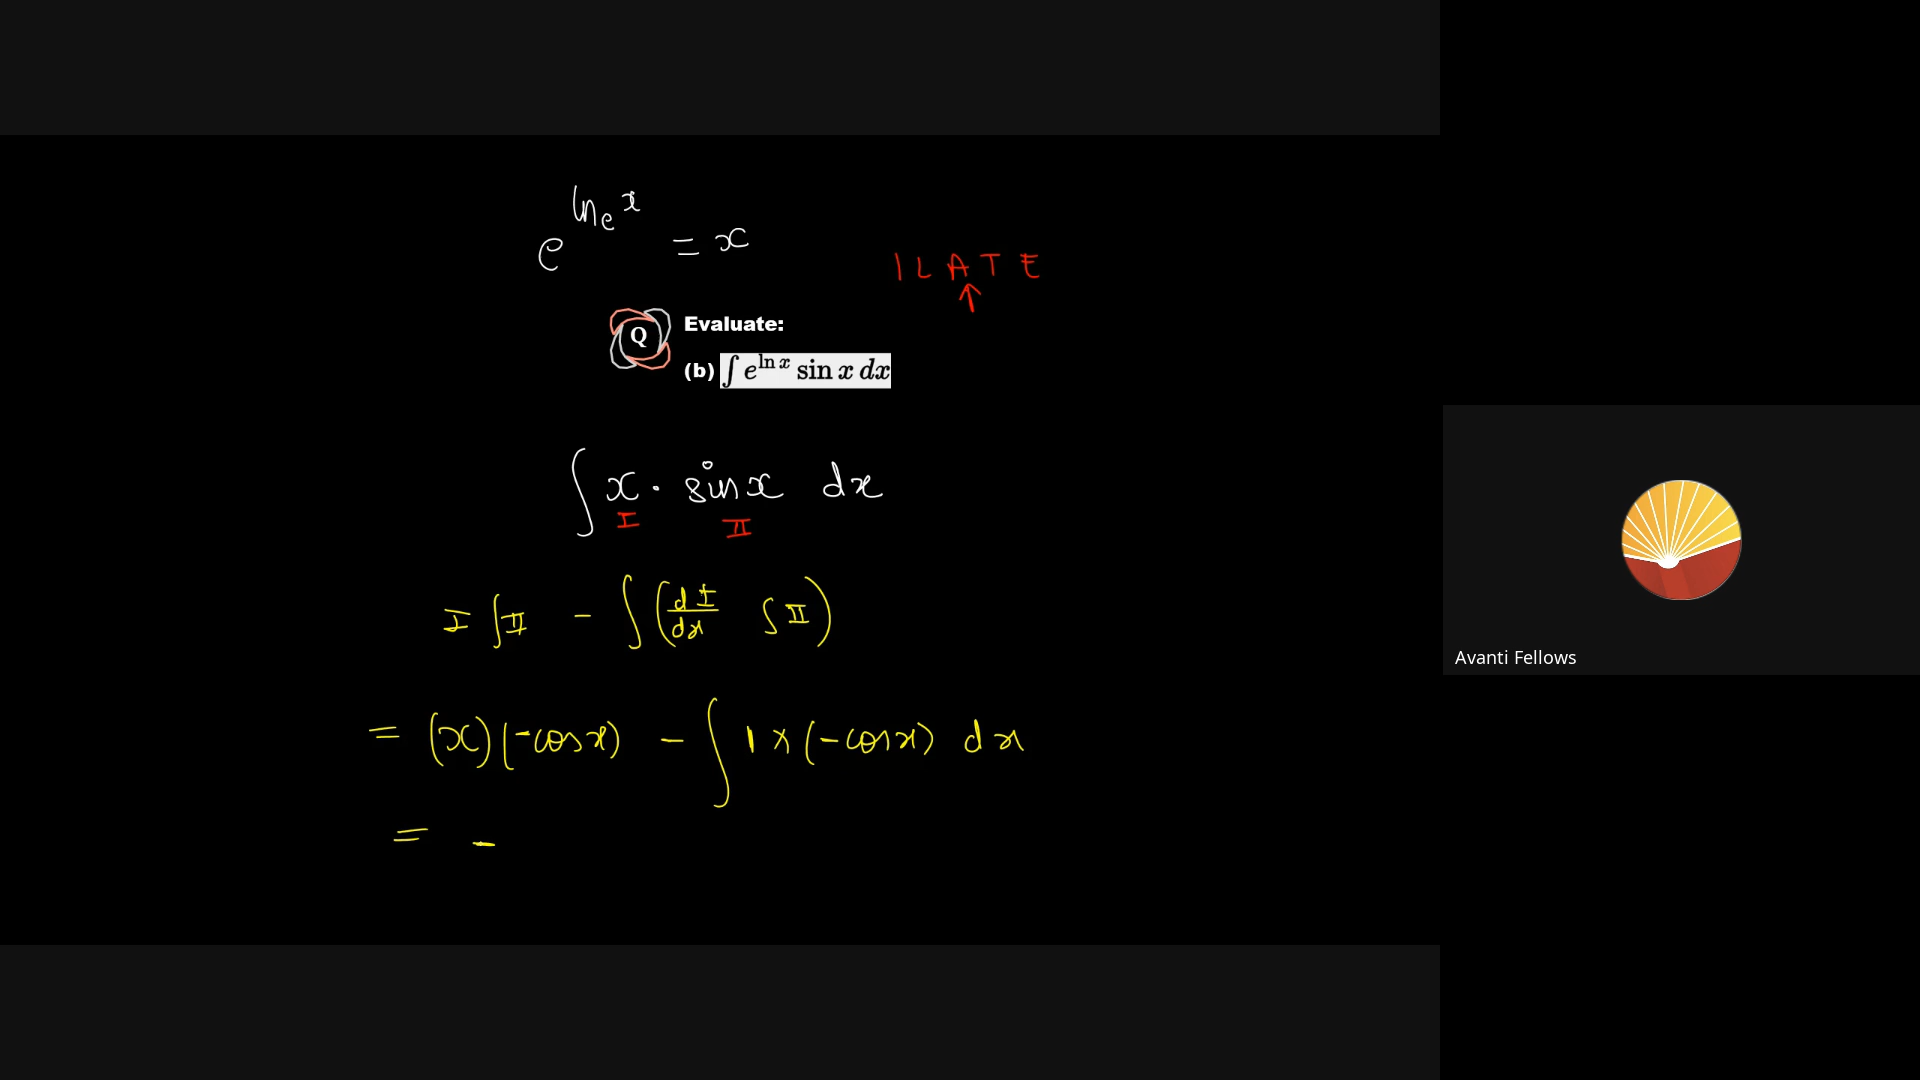 e^{ln_e x} = x
I L A T E
↑
Q Evaluate:
(b) ∫ e^{ln x} sin x dx
∫ x · sin x dx
I II
I ∫II - ∫(dI/dx ∫II)
= (x)(-cos x) - ∫ 1 × (-cos x) dx
= -
Avanti Fellows